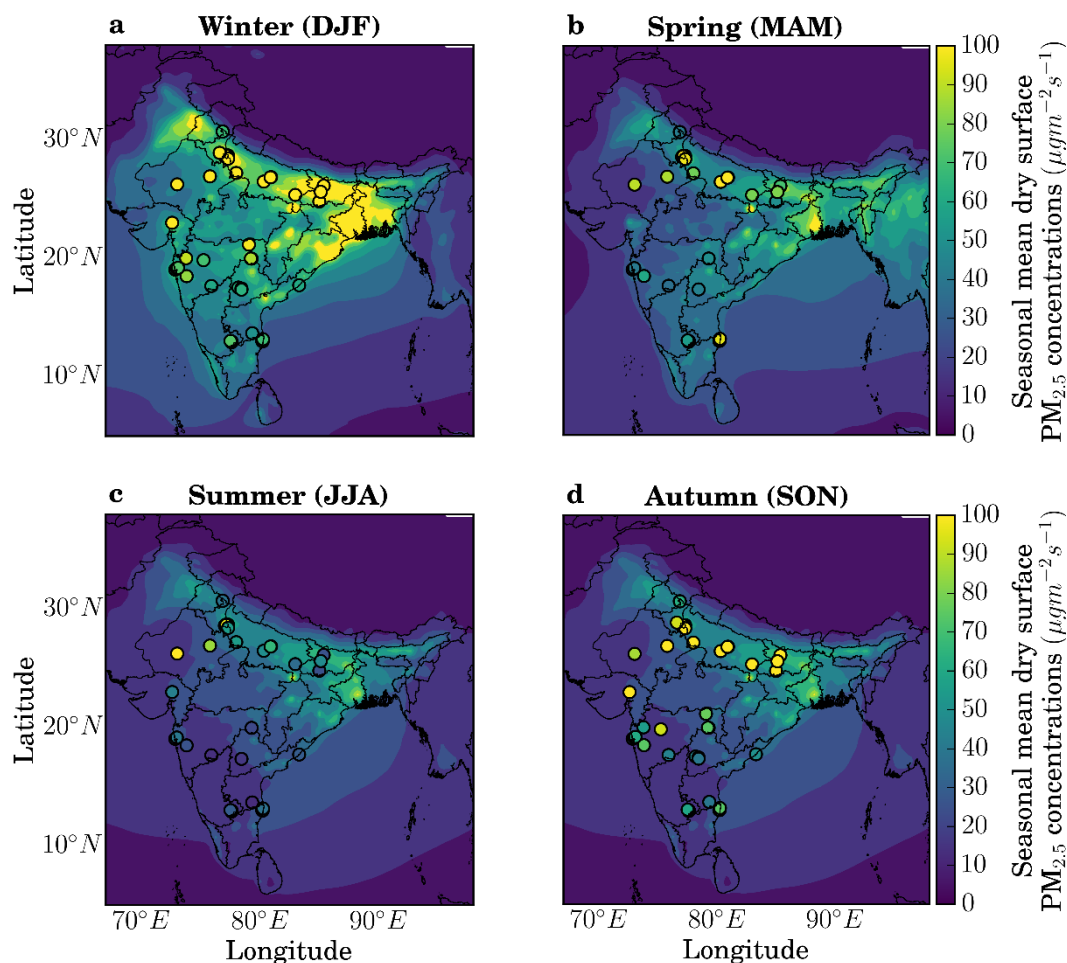 a Winter (DJF)
b Spring (MAM)
Latitude
30°N
20°N
10°N
100
90
80
70
60
50
40
30
20
10
0
Seasonal mean dry surface
PM2.5 concentrations (μgm−2s−1)
c Summer (JJA)
d Autumn (SON)
Latitude
30°N
20°N
10°N
70°E 80°E 90°E
Longitude
70°E 80°E 90°E
Longitude
100
90
80
70
60
50
40
30
20
10
0
Seasonal mean dry surface
PM2.5 concentrations (μgm−2s−1)